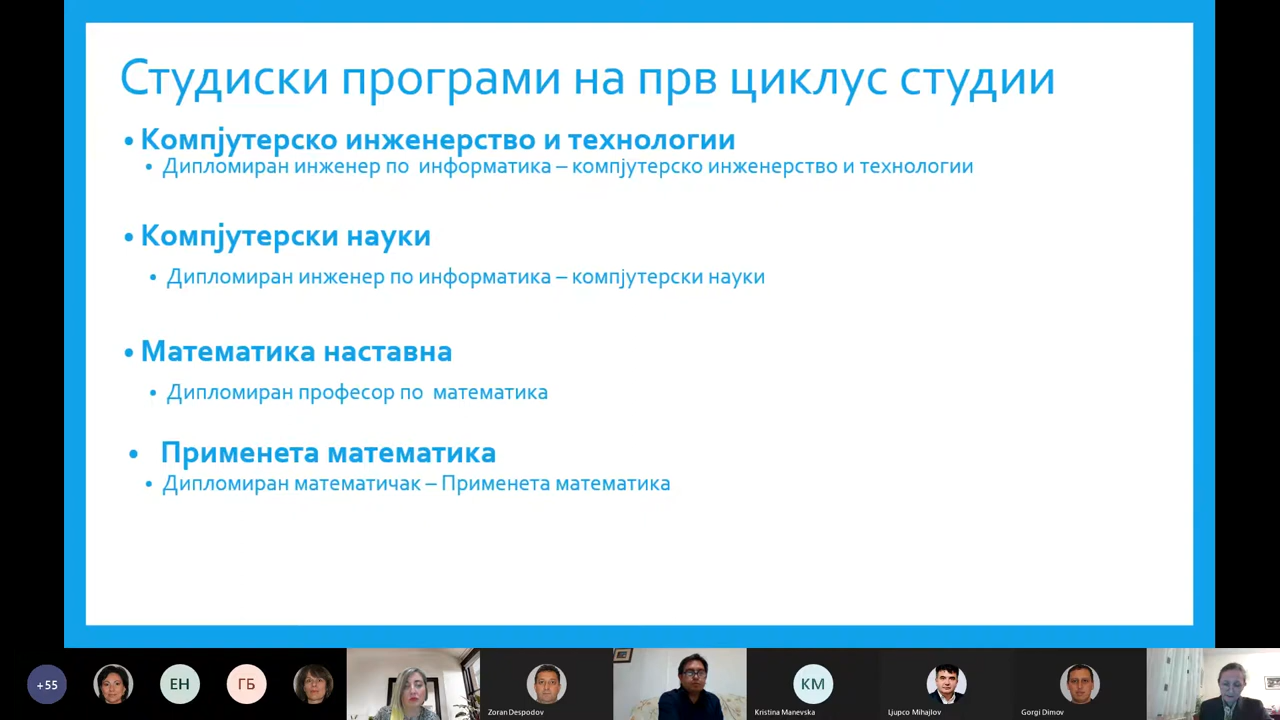 Студиски програми на прв циклус студии
• Компјутерско инженерство и технологии
• Дипломиран инженер по информатика – компјутерско инженерство и технологии
• Компјутерски науки
• Дипломиран инженер по информатика – компјутерски науки
• Математика наставна
• Дипломиран професор по математика
• Применета математика
• Дипломиран математичак – Применета математика
+55
ЕН
ГБ
Zoran Despodov
КМ
Kristina Manevska
Ljupco Mihajlov
Gorgi Dimov